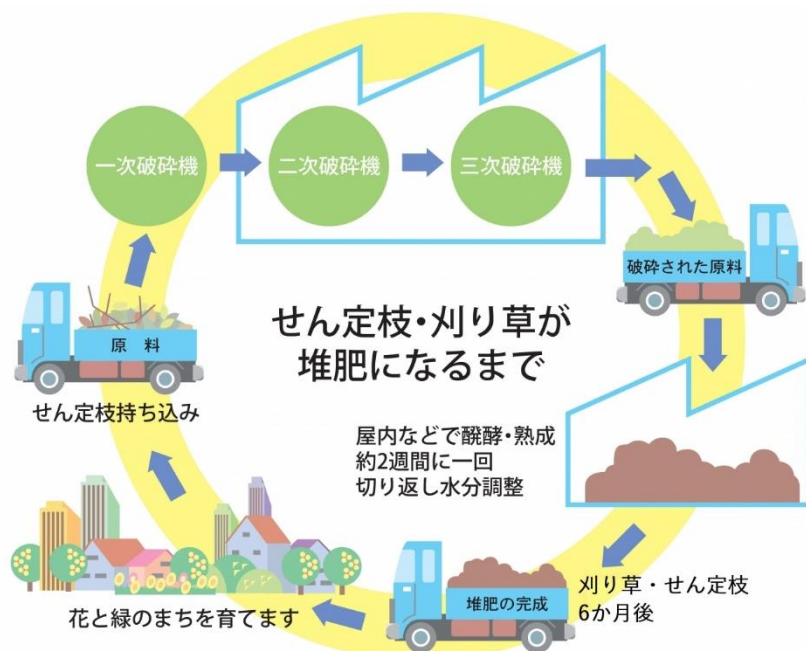 一次破砕機
二次破砕機
三次破砕機
破砕された原料
原　料
せん定枝持ち込み
せん定枝・刈り草が
堆肥になるまで
屋内などで醗酵・熟成
約2週間に一回
切り返し水分調整
刈り草・せん定枝
6か月後
堆肥の完成
花と緑のまちを育てます